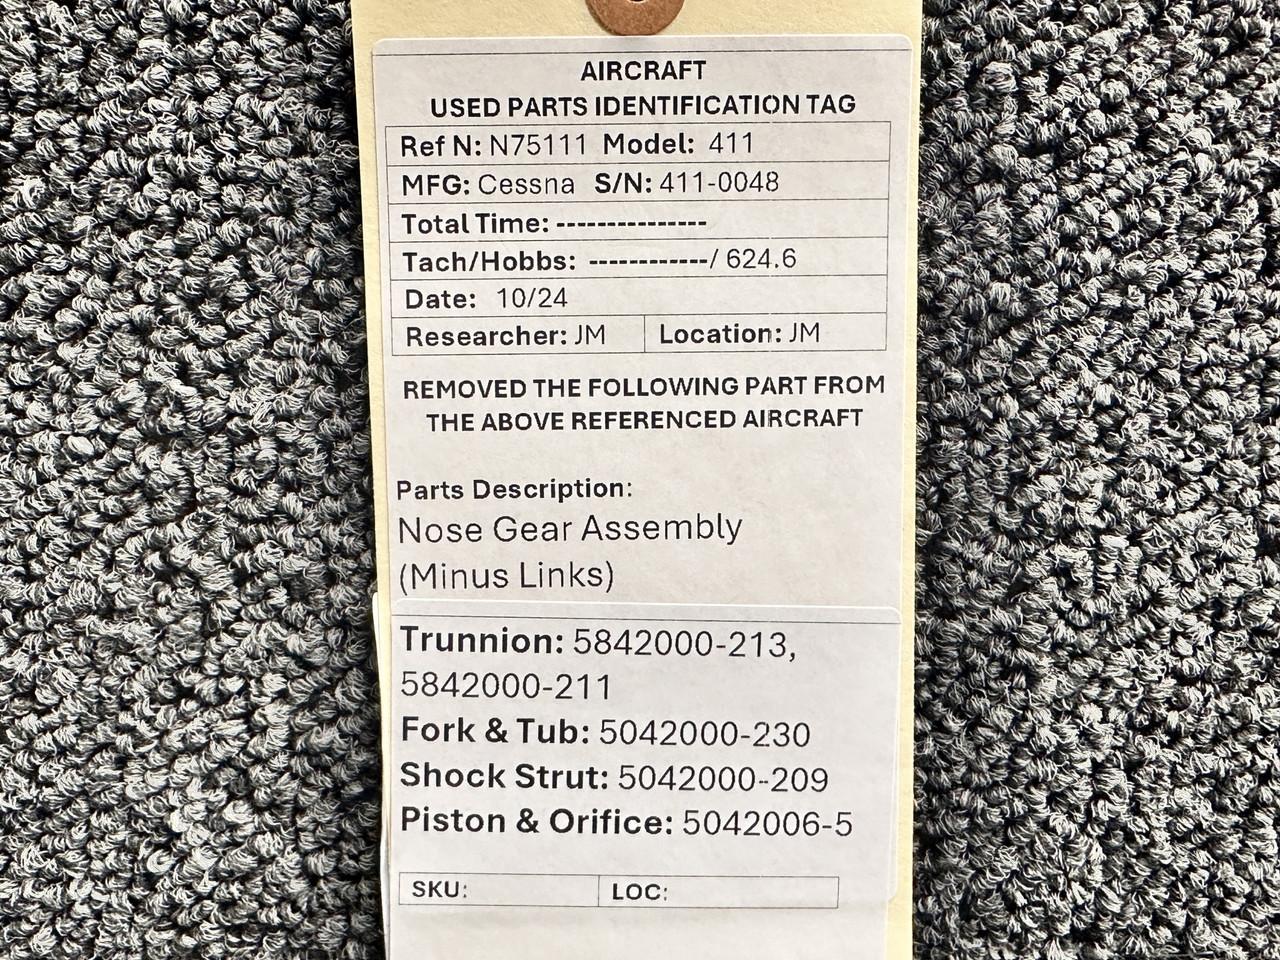 AIRCRAFT
USED PARTS IDENTIFICATION TAG
Ref N: N75111 Model: 411
MFG: Cessna S/N: 411-0048
Total Time: ---------------
Tach/Hobbs: ------------/ 624.6
Date: 10/24
Researcher: JM Location: JM
REMOVED THE FOLLOWING PART FROM
THE ABOVE REFERENCED AIRCRAFT
Parts Description:
Nose Gear Assembly
(Minus Links)
Trunnion: 5842000-213,
5842000-211
Fork & Tub: 5042000-230
Shock Strut: 5042000-209
Piston & Orifice: 5042006-5
SKU: LOC: